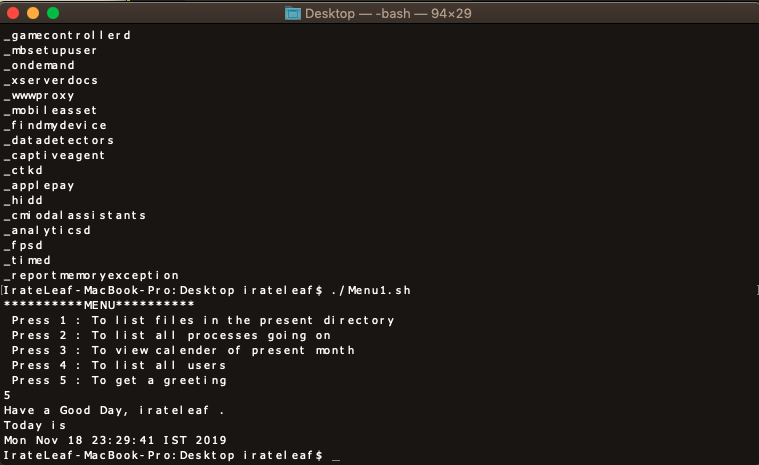 Desktop — -bash — 94×29
_gamecontrollerd
_mbsetupuser
_ondemand
_xserverdocs
_wwwproxy
_mobileasset
_findmydevice
_datadetectors
_captiveagent
_ctkd
_applepay
_hidd
_cmiodalassistants
_analyticsd
_fpsd
_timed
_reportmemoryexception
[IrateLeaf-MacBook-Pro:Desktop irateleaf$ ./Menu1.sh ]
**********MENU**********
Press 1 : To list files in the present directory
Press 2 : To list all processes going on
Press 3 : To view calender of present month
Press 4 : To list all users
Press 5 : To get a greeting
5
Have a Good Day, irateleaf .
Today is
Mon Nov 18 23:29:41 IST 2019
IrateLeaf-MacBook-Pro:Desktop irateleaf$ _